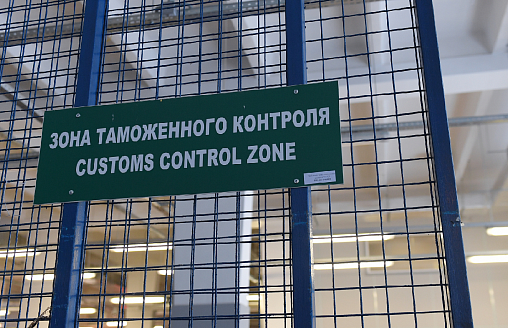 ЗОНА ТАМОЖЕННОГО КОНТРОЛЯ
CUSTOMS CONTROL ZONE